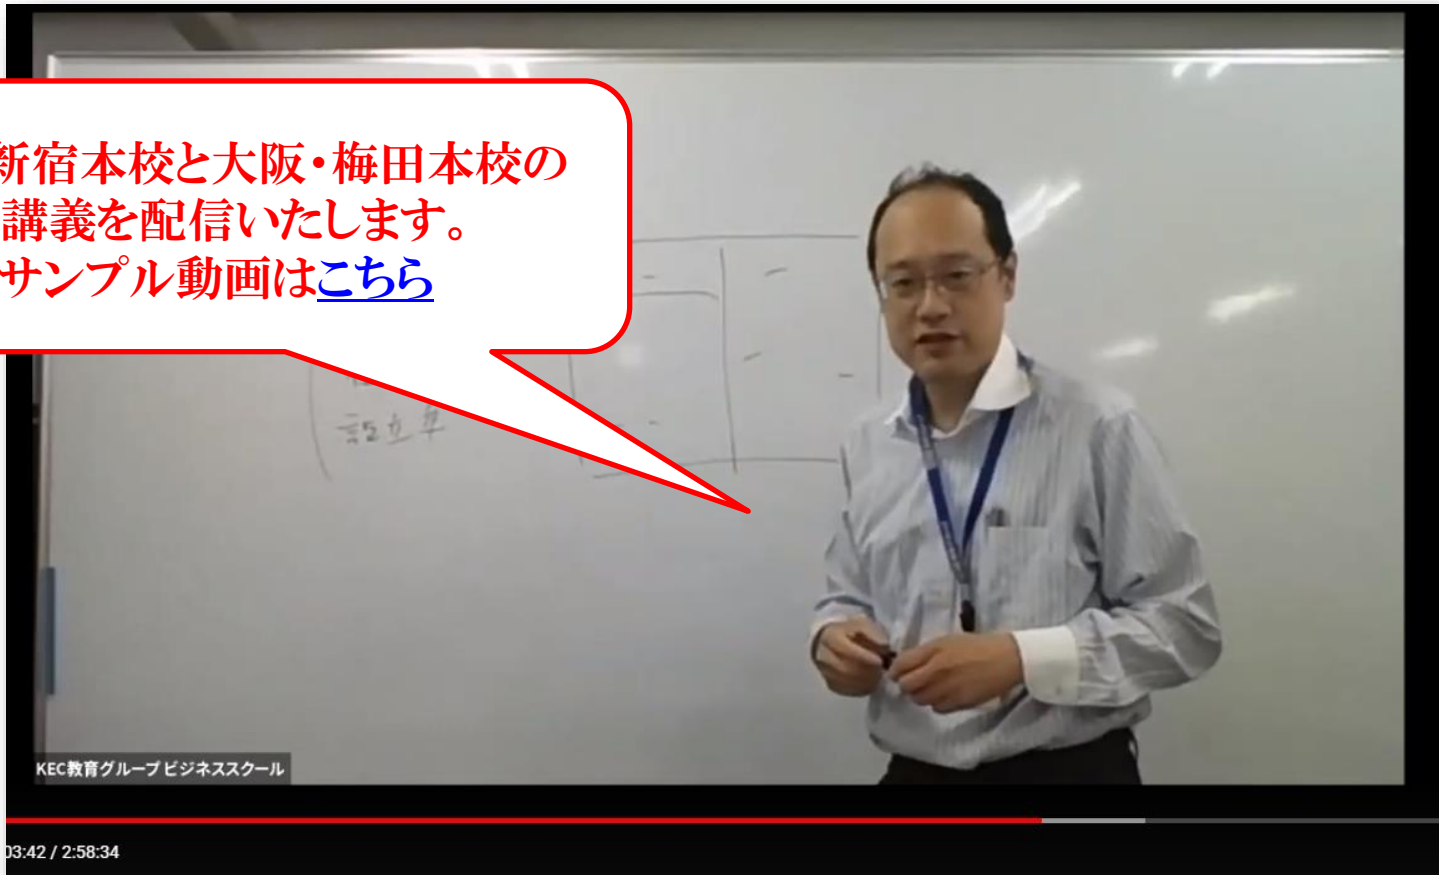 新宿本校と大阪・梅田本校の
講義を配信いたします。
サンプル動画はこちら
KEC教育グループ ビジネススクール
03:42 / 2:58:34